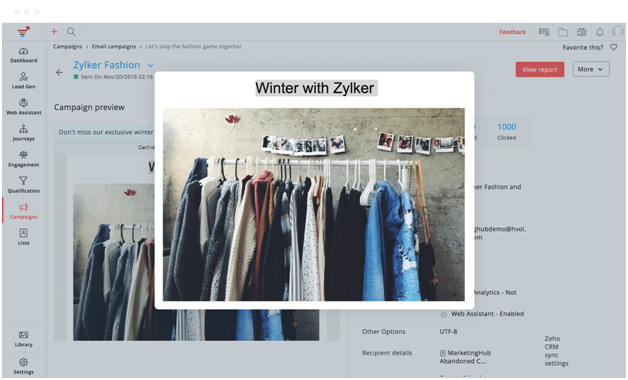 Feedback
Campaigns › Email campaigns › Let's play the fashion game together
Favorite this?
Dashboard
Zylker Fashion
Sent On Nov/20/2018 02:16
View report
More
Winter with Zylker
Lead Gen
Web Assistant
Campaign preview
1000
Clicked
Don't miss our exclusive winter
Journeys
Engagement
Qualification
Campaigns
Lists
ker Fashion and
ghubdemo@hvol.
om
Analytics - Not
Web Assistant - Enabled
Other Options
UTF-8
Library
Recipient details
MarketingHub
Abandoned C...
Zoho
CRM
sync
settings
Settings